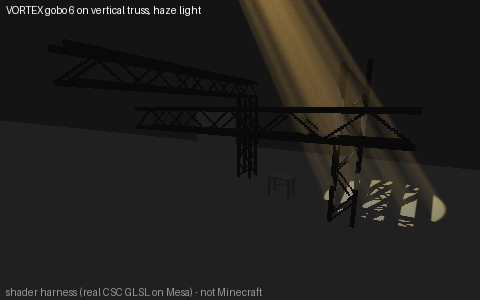 VORTEX gobo 6 on vertical truss, haze light
shader harness (real CSC GLSL on Mesa) - not Minecraft